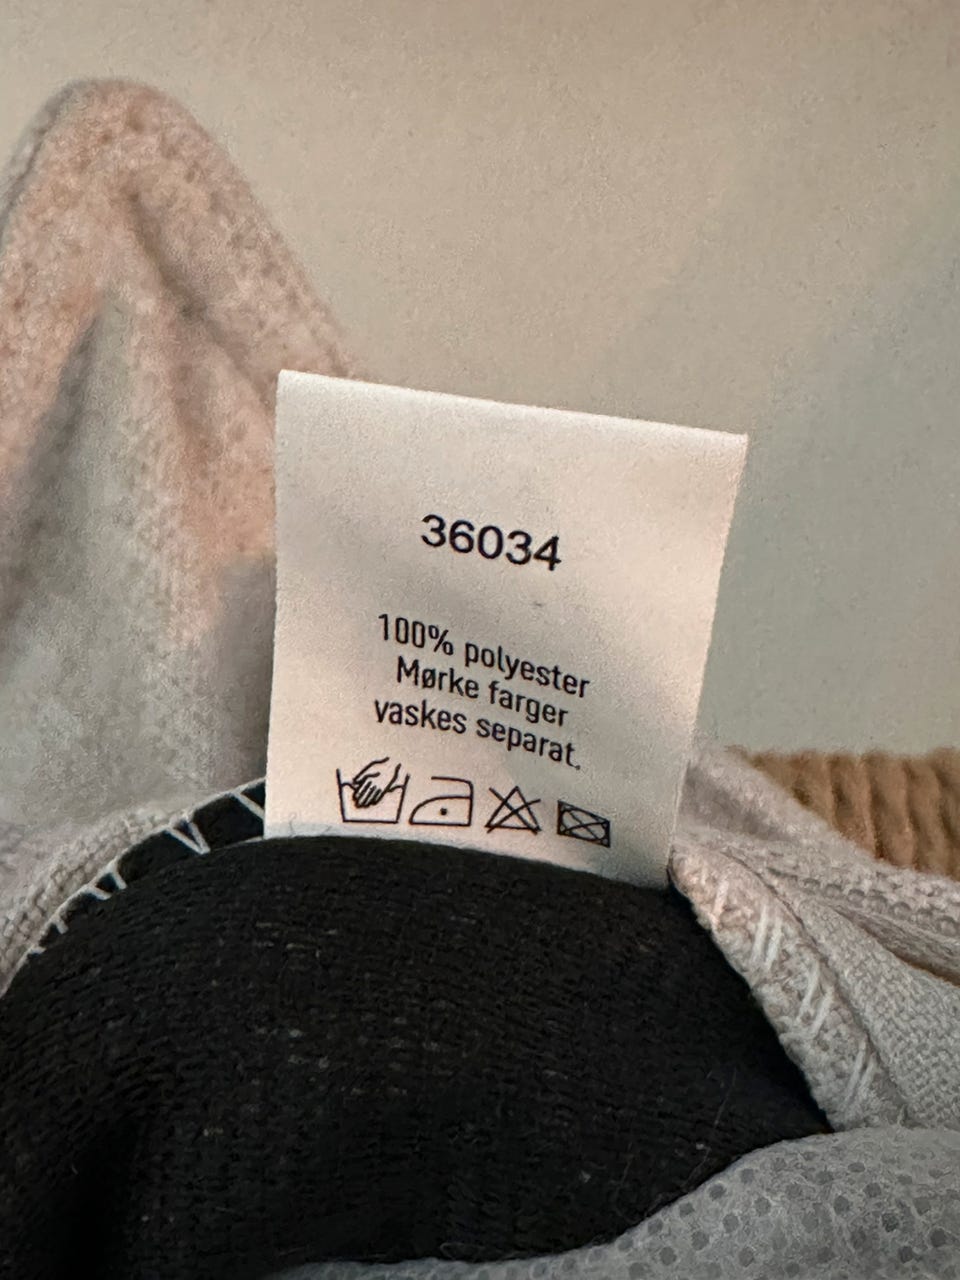 36034
100% polyester
Mørke farger
vaskes separat.